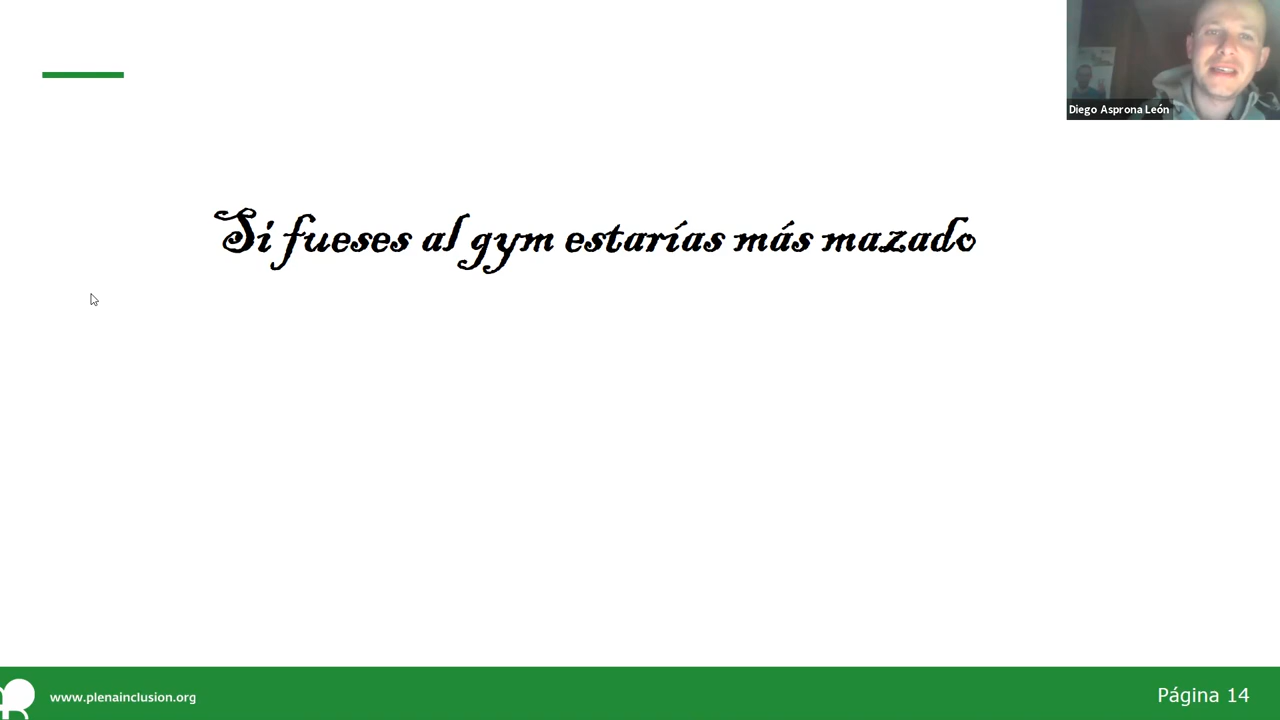 Diego Asprona León
Si fueses al gym estarías más mazado
www.plenainclusion.org
Página 14